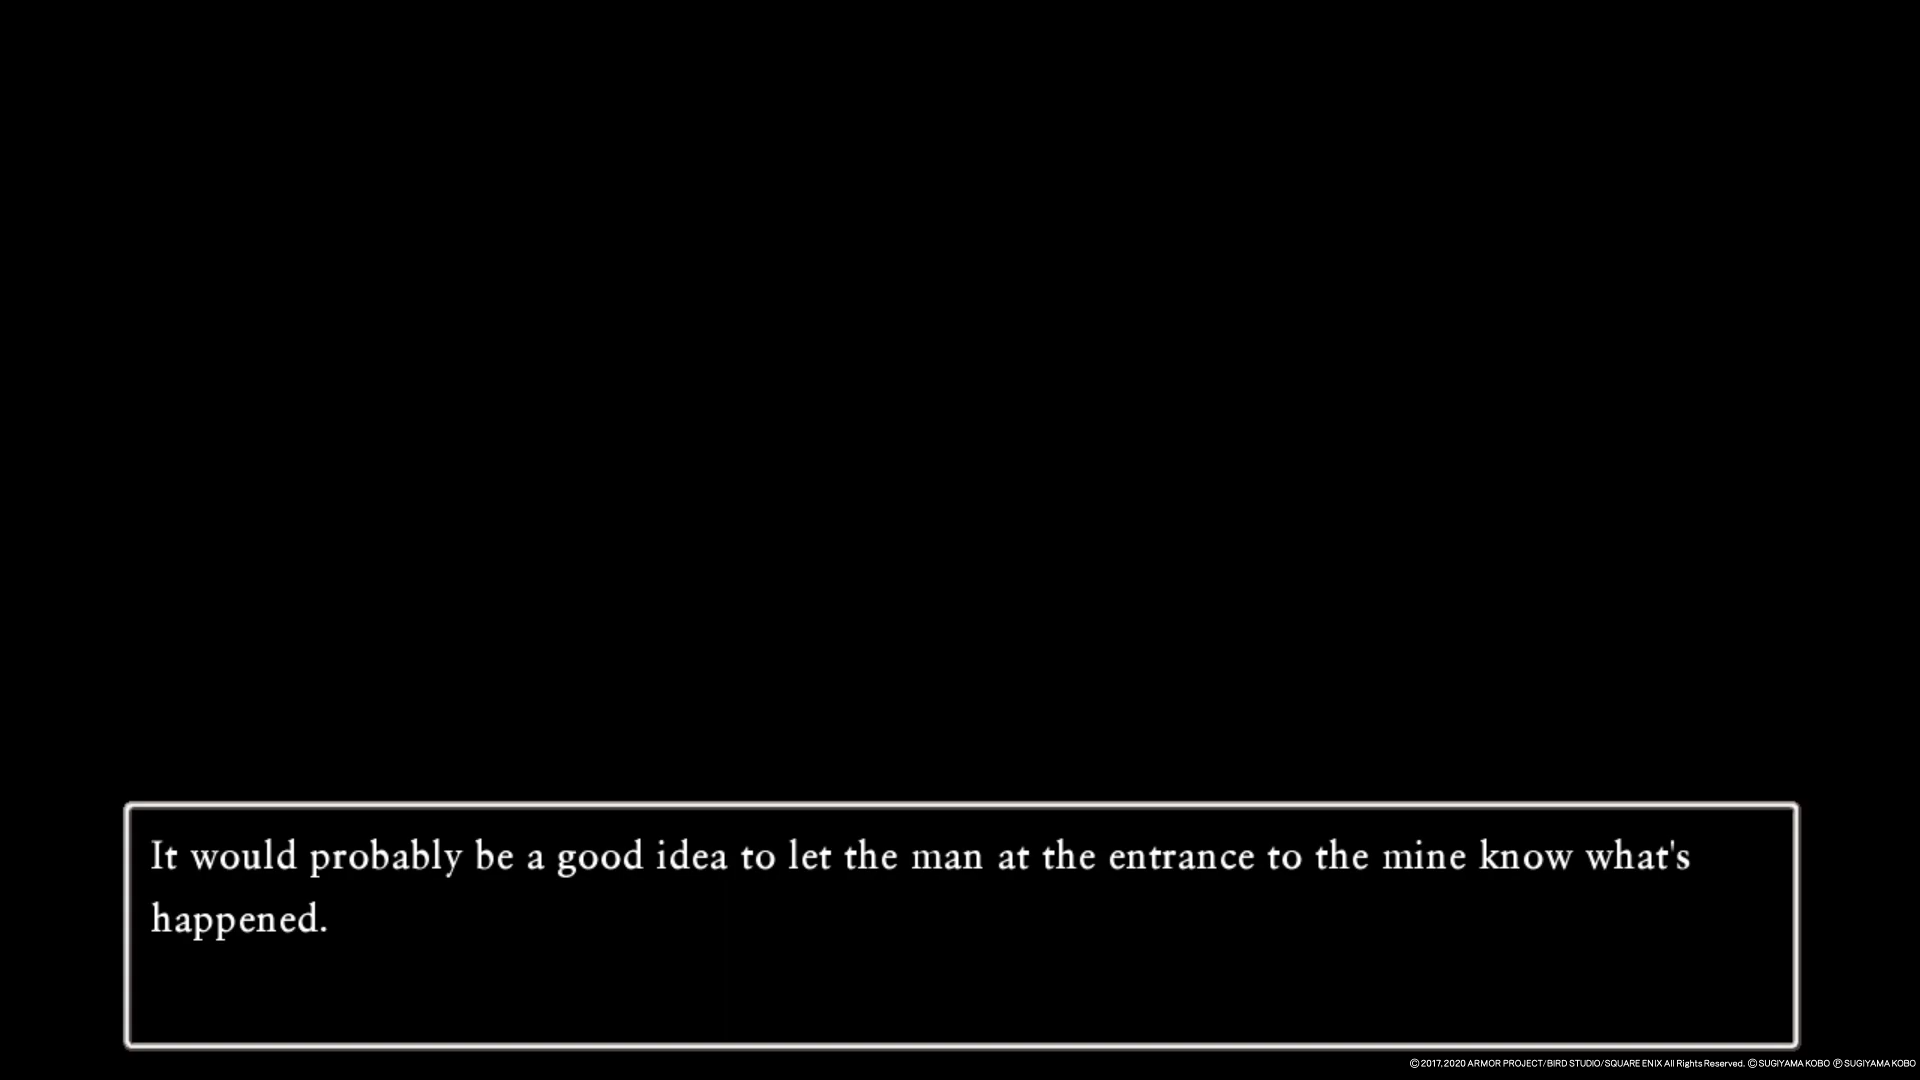 It would probably be a good idea to let the man at the entrance to the mine know what's
happened.
©2017, 2020 ARMOR PROJECT/BIRD STUDIO/SQUARE ENIX All Rights Reserved. ©SUGIYAMA KOBO ℗SUGIYAMA KOBO